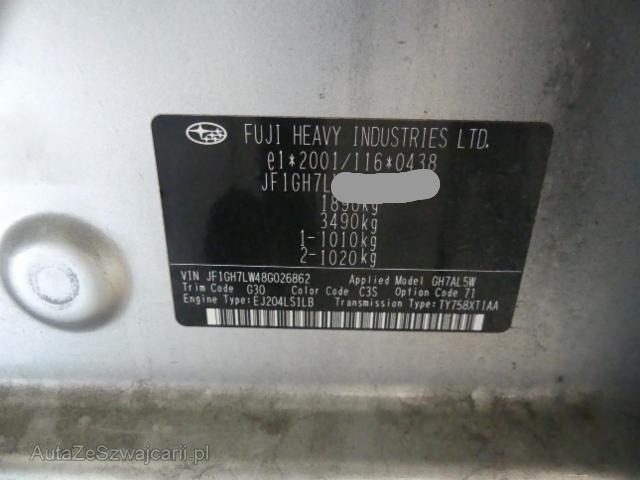 FUJI HEAVY INDUSTRIES LTD.
e1*2001/116*0438
JF1GH7L
1890kg
3490kg
1-1010kg
2-1020kg
VIN JF1GH7LW48G026862 Applied Model GH7AL5W
Trim Code G30 Color Code C3S Option Code 71
Engine Type:EJ204LS1LB Transmission Type:TY758XT1AA
AutaZeSzwajcarii.pl